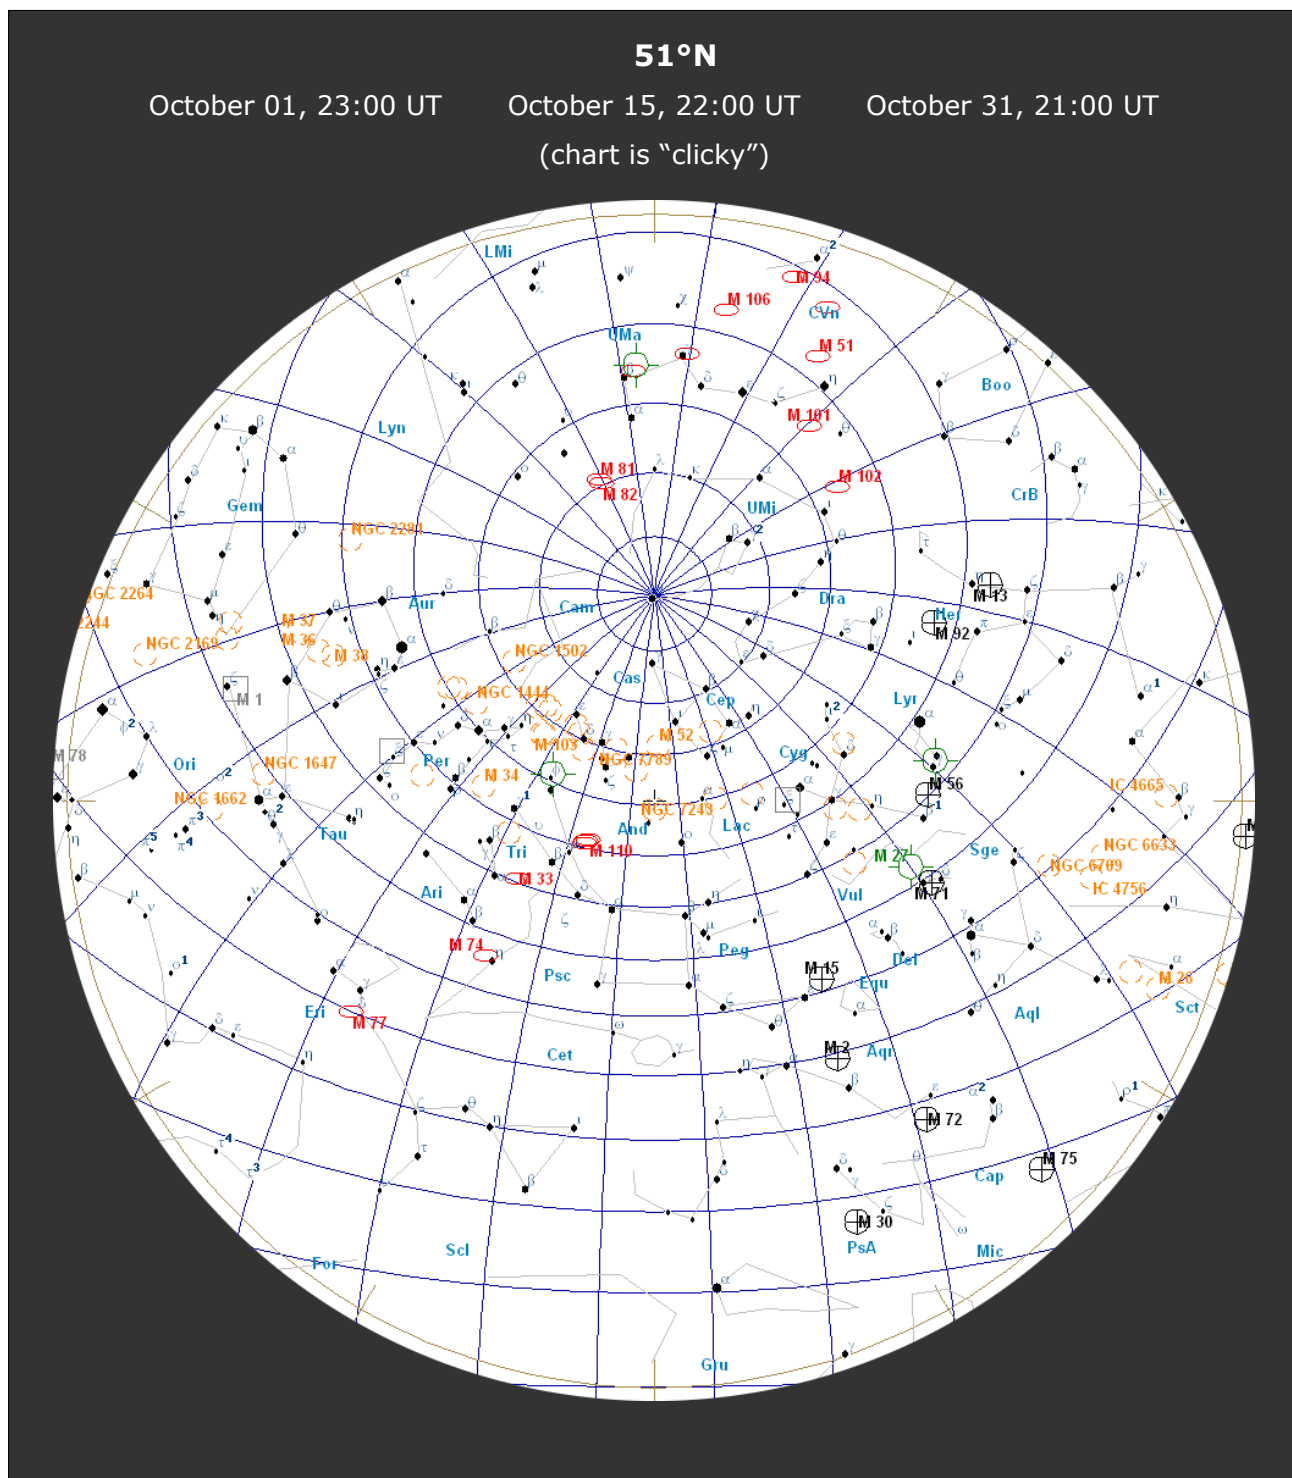 51°N
October 01, 23:00 UT October 15, 22:00 UT October 31, 21:00 UT
(chart is “clicky”)
LMi
M 94
M 106
CVn
UMa
M 51
Boo
M 101
Lyn
M 81
M 82
M 102
CrB
Gem
UMi
NGC 2281
GC 2264
Aur
Cam
Dra
M 13
Her
2244
M 37
M 36
NGC 2169
M 38
NGC 1502
M 92
Cas
M 1
NGC 1444
Cep
Lyr
M 103
M 52
Cyg
M 78
Ori
NGC 1647
Per
M 34
NGC 7789
M 56
IC 4665
NGC 1662
NGC 7243
Tau
And
Lac
M 110
Tri
M 27
Sge
NGC 6633
NGC 6709
M 33
Ari
Vul
M 71
IC 4756
M 74
Psc
Peg
Del
M 15
Equ
M 26
Sct
Eri
M 77
Aql
Cet
M 2
Aqr
M 72
M 75
Cap
M 30
PsA
Mic
Scl
For
Gru